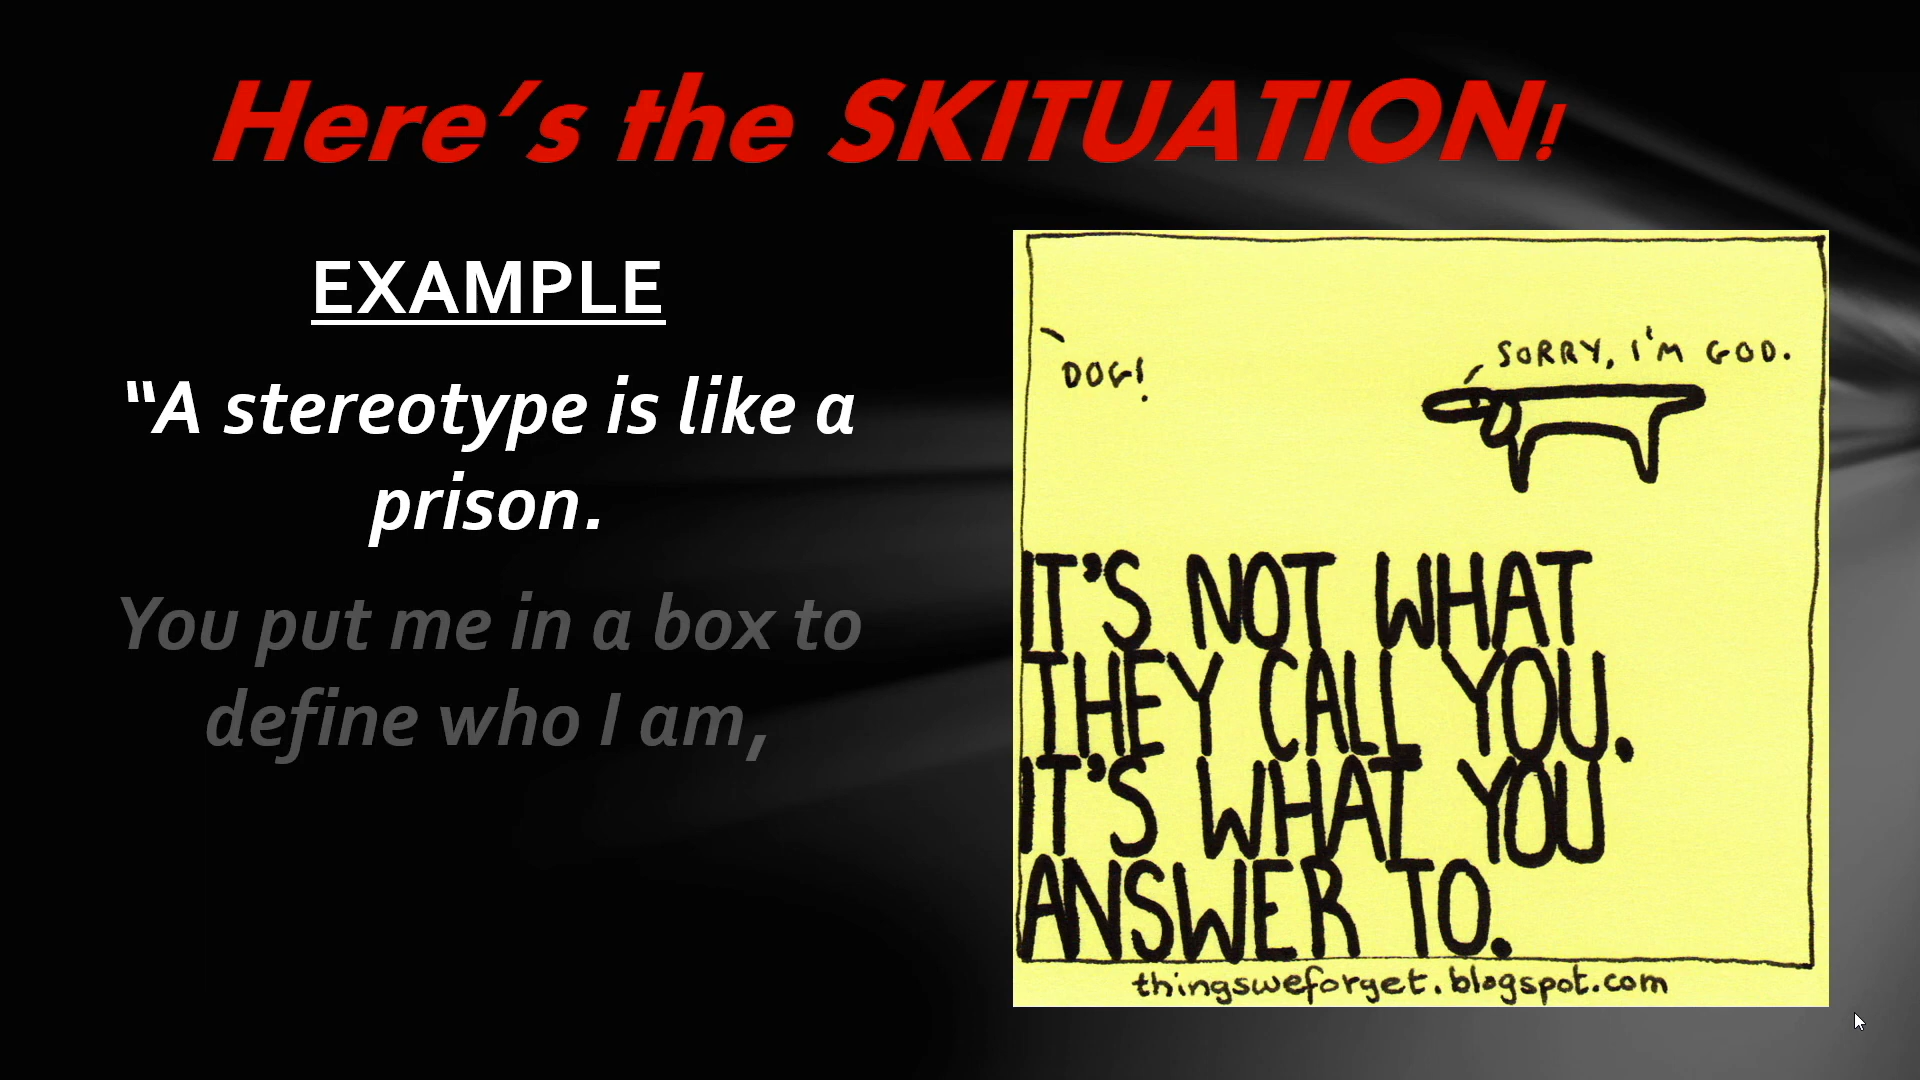 Here's the SKITUATION!
EXAMPLE
“A stereotype is like a
prison.
You put me in a box to
define who I am,
DOG!
SORRY, I'M GOD.
IT'S NOT WHAT
THEY CALL YOU.
IT'S WHAT YOU
ANSWER TO.
thingsweforget.blogspot.com